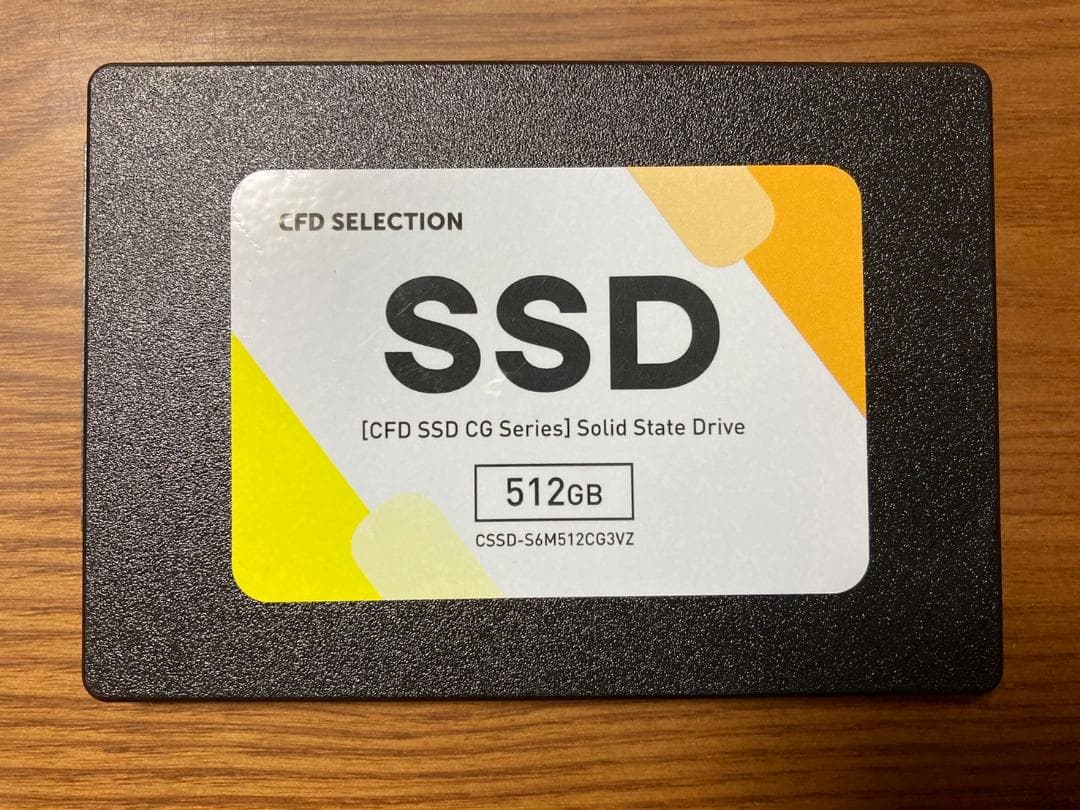 CFD SELECTION
SSD
[CFD SSD CG Series] Solid State Drive
512GB
CSSD-S6M512CG3VZ